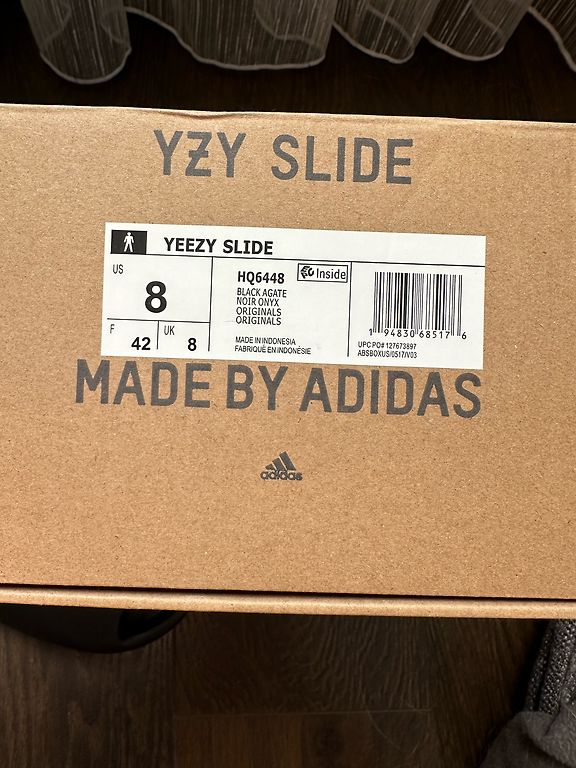 YZY SLIDE
YEEZY SLIDE
US
8
F
42
UK
8
HQ6448
Inside
BLACK AGATE
NOIR ONYX
ORIGINALS
ORIGINALS
MADE IN INDONESIA
FABRIQUÉ EN INDONÉSIE
1 94830 68517 6
UPC PO# 127673897
ABSBOXUS/0517/V03
MADE BY ADIDAS
adidas